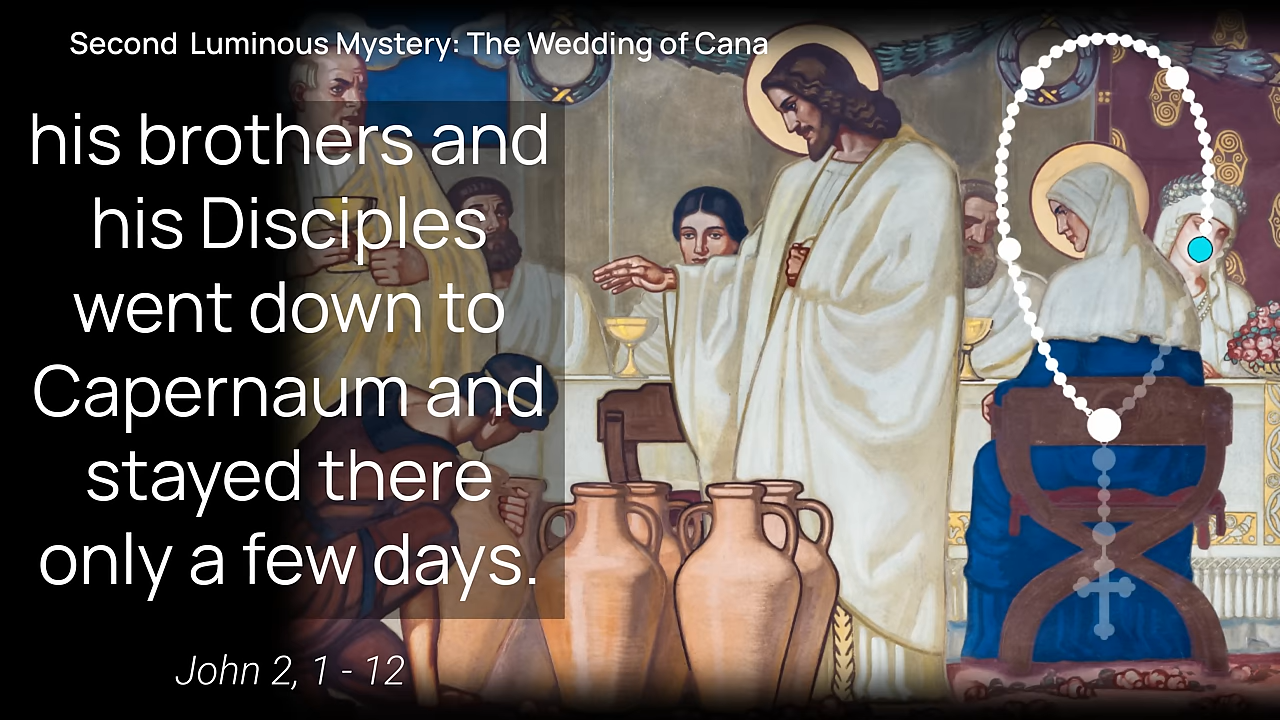 Second Luminous Mystery: The Wedding of Cana
his brothers and
his Disciples
went down to
Capernaum and
stayed there
only a few days.
John 2, 1 - 12